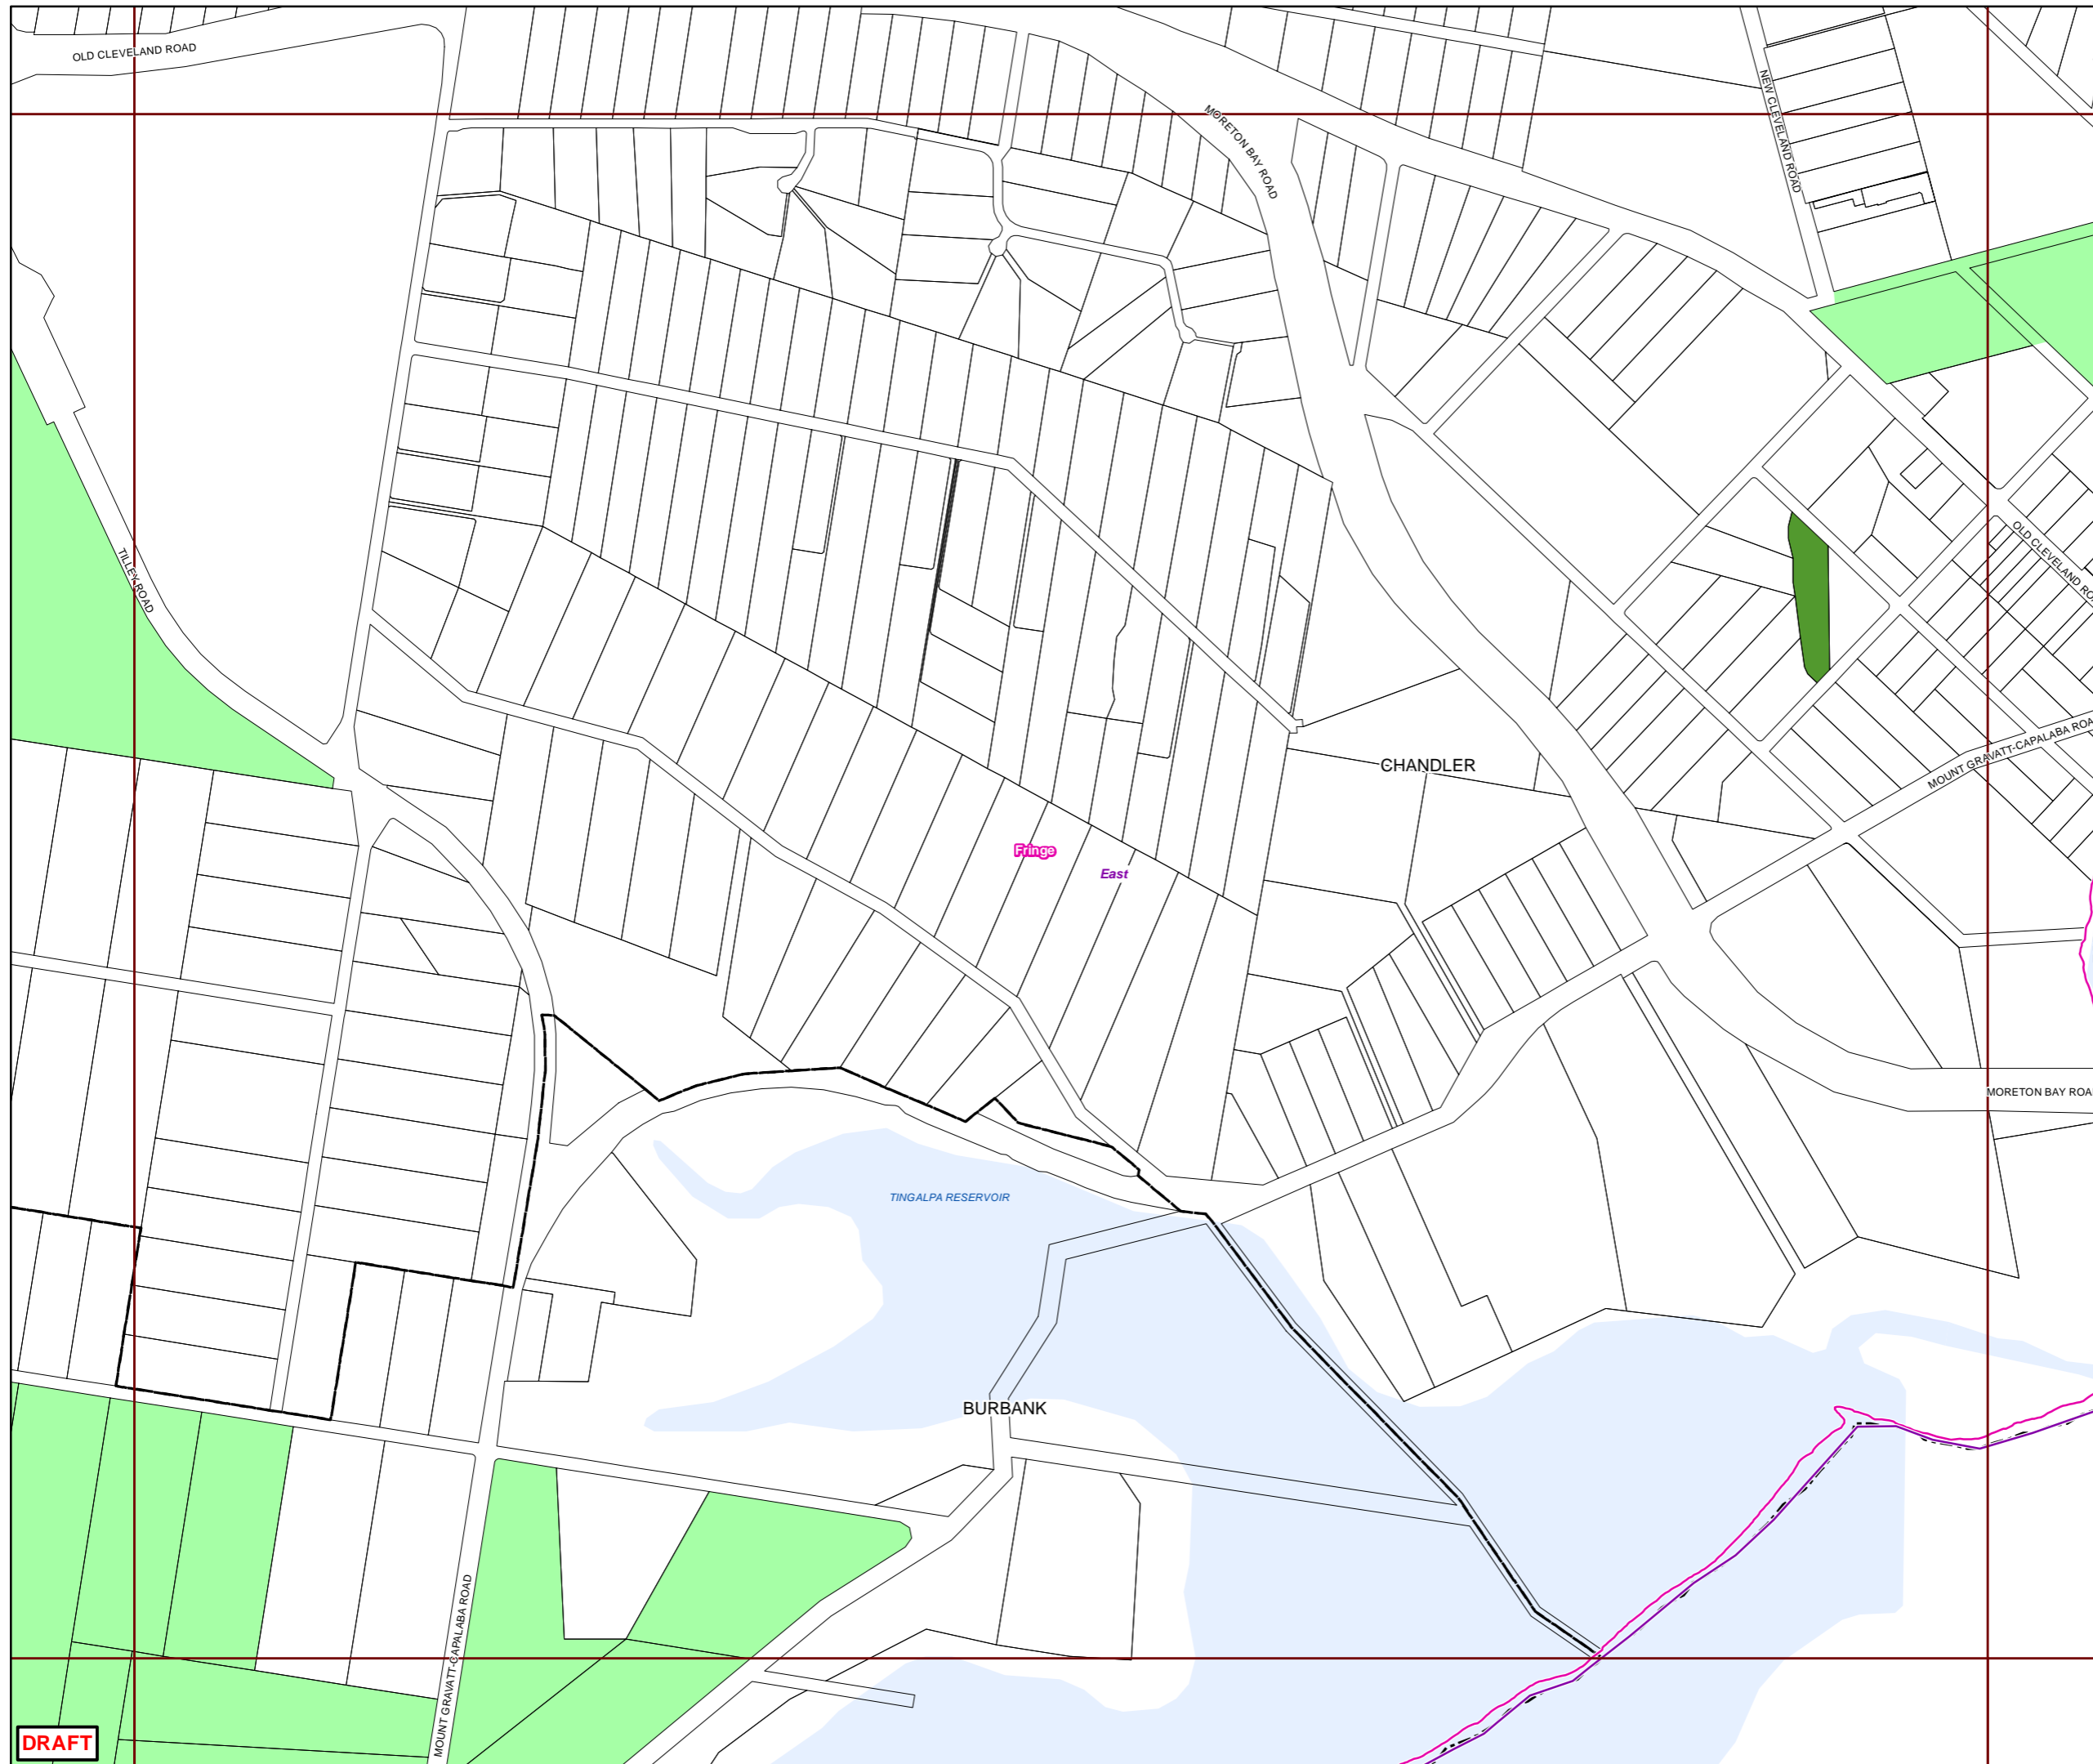 OLD CLEVELAND ROAD
MORETON BAY ROAD
NEW CLEVELAND ROAD
TILLEY ROAD
OLD CLEVELAND ROA
MOUNT GRAVATT-CAPALABA ROA
CHANDLER
Fringe
East
MORETON BAY ROA
TINGALPA RESERVOIR
BURBANK
MOUNT GRAVATT-CAPALABA ROAD
DRAFT